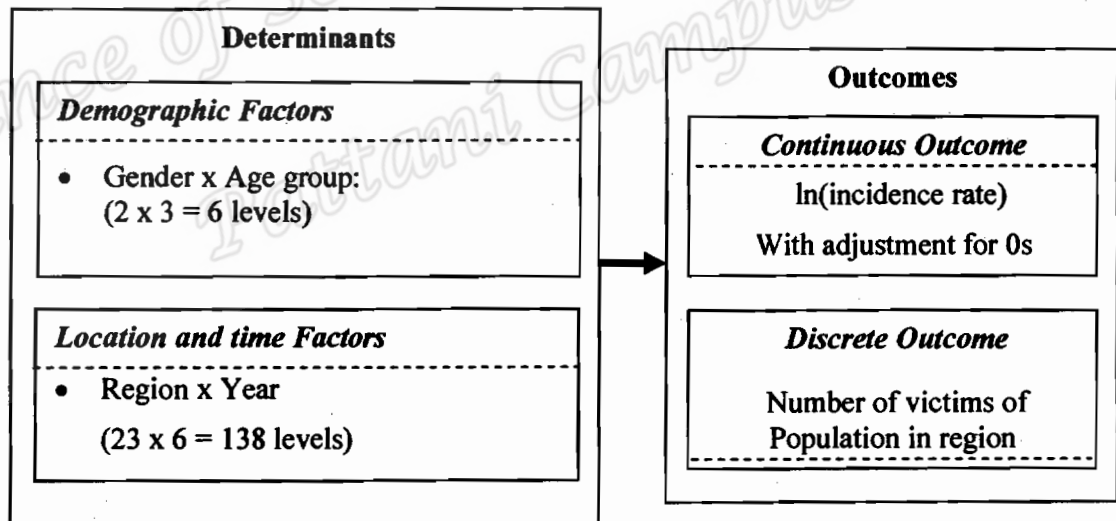 Determinants
Demographic Factors
• Gender x Age group:
(2 x 3 = 6 levels)
Location and time Factors
• Region x Year
(23 x 6 = 138 levels)
Outcomes
Continuous Outcome
ln(incidence rate)
With adjustment for 0s
Discrete Outcome
Number of victims of
Population in region
Pattani Campus